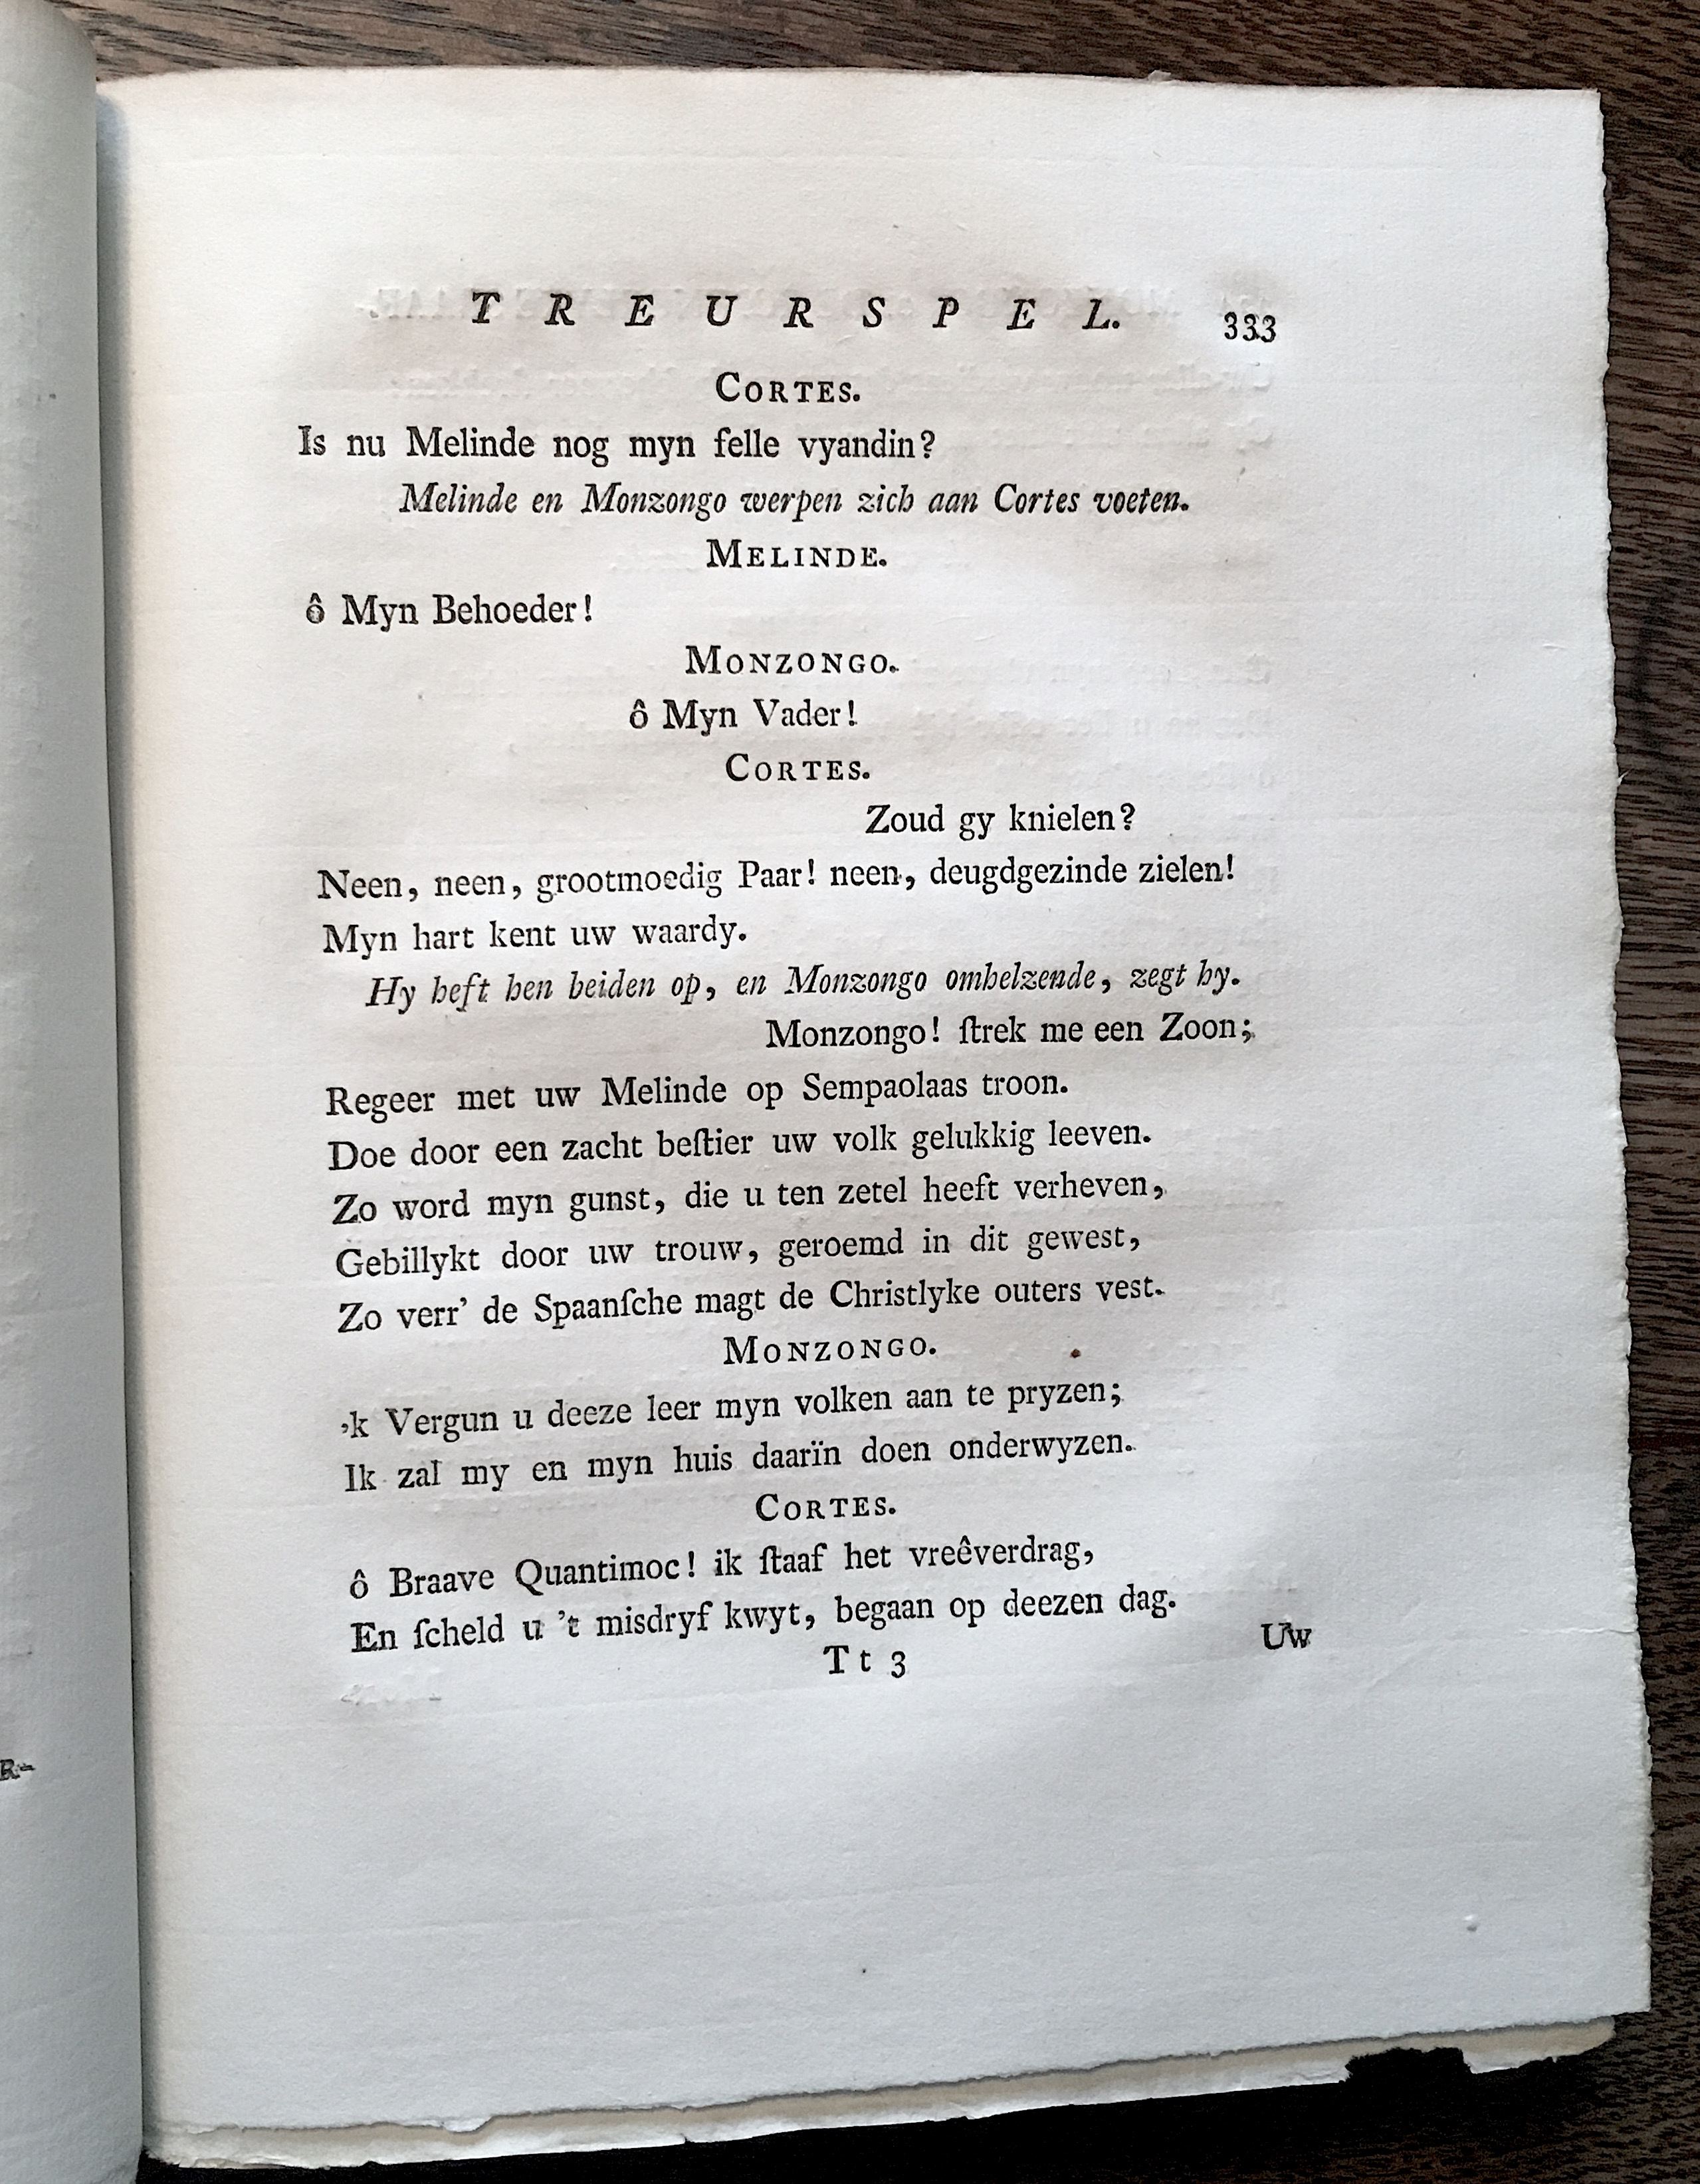 TREURSPEL. 333
CORTES.
Is nu Melinde nog myn felle vyandin?
Melinde en Monzongo werpen zich aan Cortes voeten.
MELINDE.
ô Myn Behoeder!
MONZONGO.
ô Myn Vader!
CORTES.
Zoud gy knielen?
Neen, neen, grootmoedig Paar! neen, deugdgezinde zielen!
Myn hart kent uw waardy.
Hy heft hen beiden op, en Monzongo omhelzende, zegt hy.
Monzongo! ſtrek me een Zoon;
Regeer met uw Melinde op Sempaolaas troon.
Doe door een zacht beſtier uw volk gelukkig leeven.
Zo word myn gunst, die u ten zetel heeft verheven,
Gebillykt door uw trouw, geroemd in dit gewest,
Zo verr' de Spaanſche magt de Christlyke outers vest.
MONZONGO.
'k Vergun u deeze leer myn volken aan te pryzen;
Ik zal my en myn huis daarïn doen onderwyzen.
CORTES.
ô Braave Quantimoc! ik ſtaaf het vreêverdrag,
En ſcheld u 't misdryf kwyt, begaan op deezen dag.
Tt 3 Uw
R-